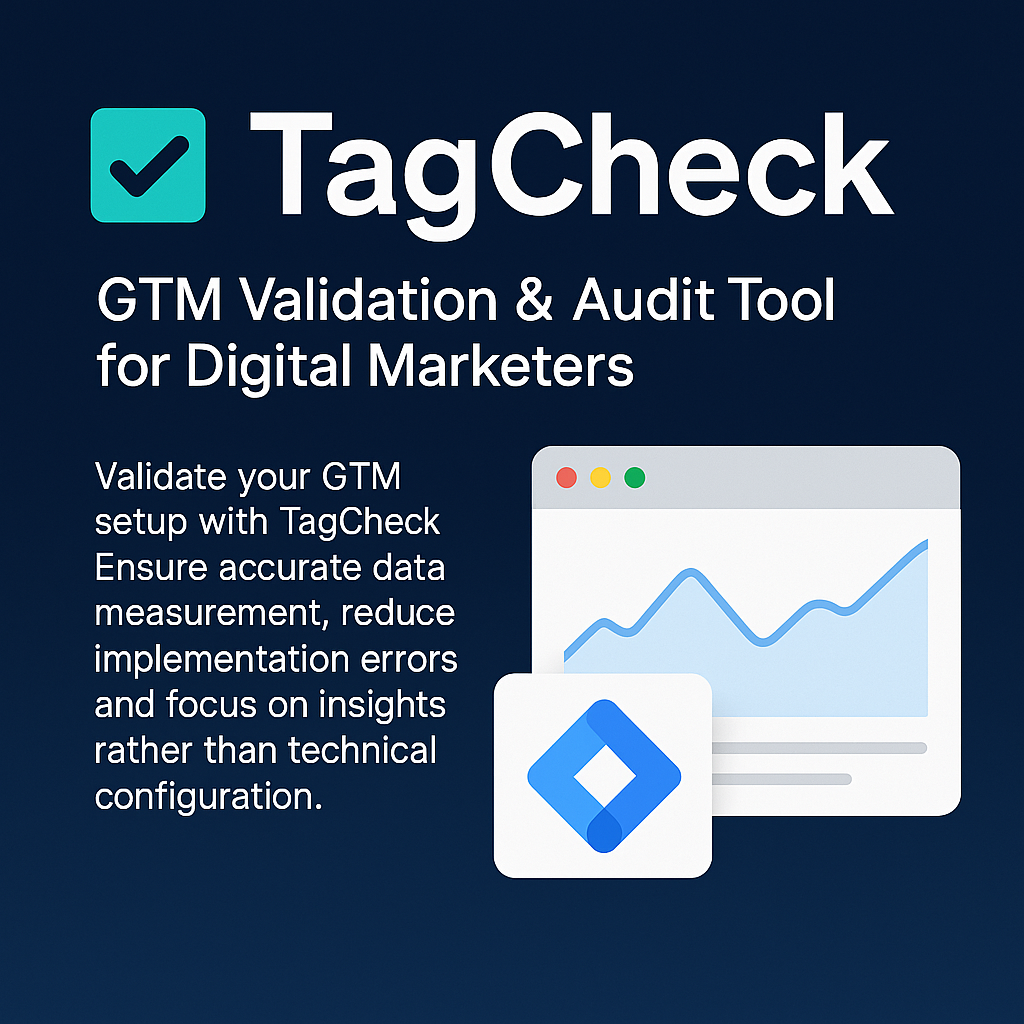 TagCheck
GTM Validation & Audit Tool
for Digital Marketers
Validate your GTM
setup with TagCheck
Ensure accurate data
measurement, reduce
implementation errors
and focus on insights
rather than technical
configuration.